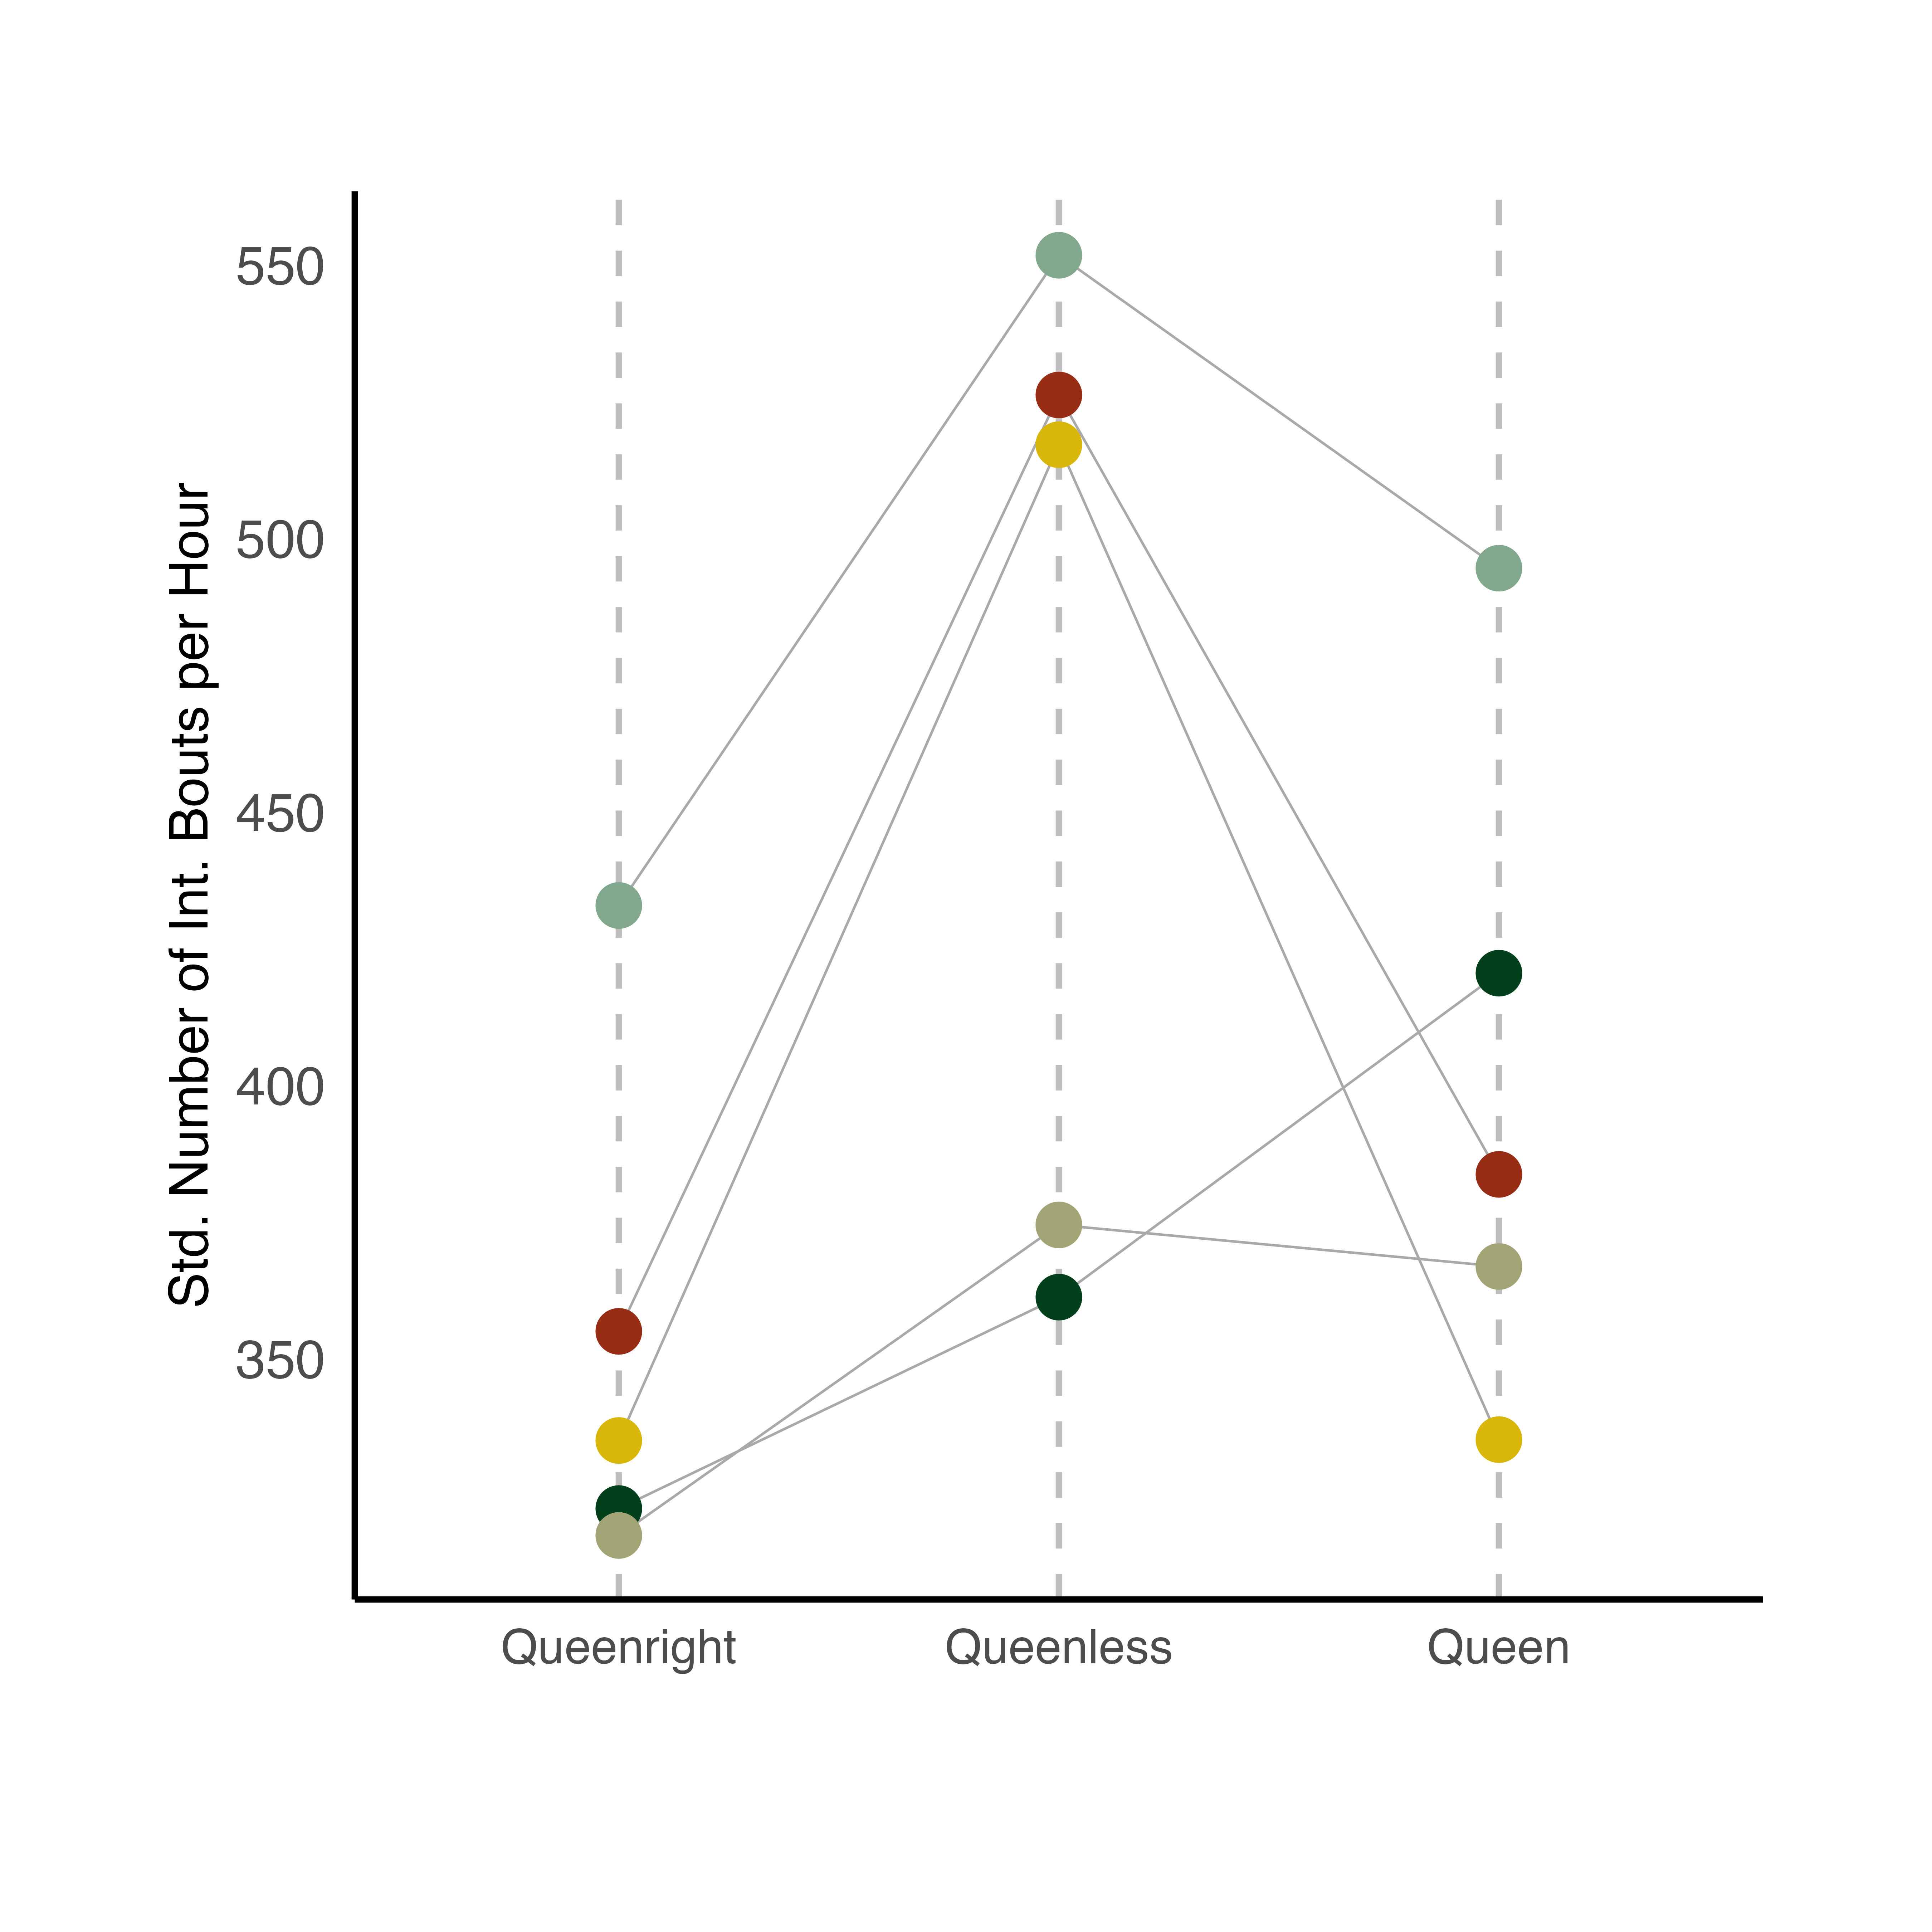 550
500
450
400
350
Std. Number of Int. Bouts per Hour
Queenright
Queenless
Queen